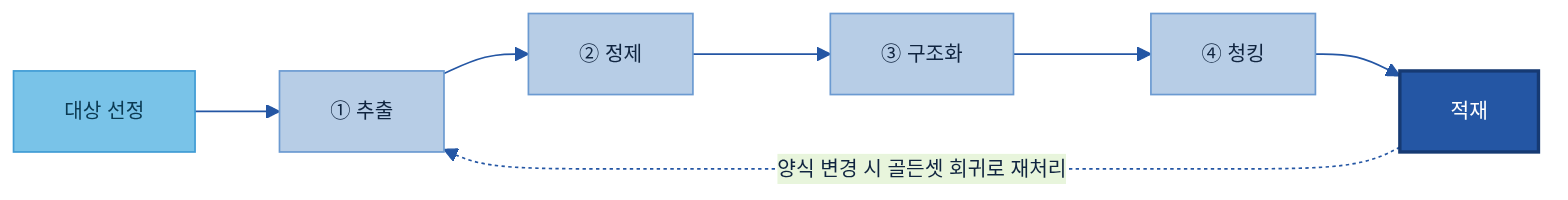 대상 선정
① 추출
② 정제
③ 구조화
④ 청킹
적재
양식 변경 시 골든셋 회귀로 재처리